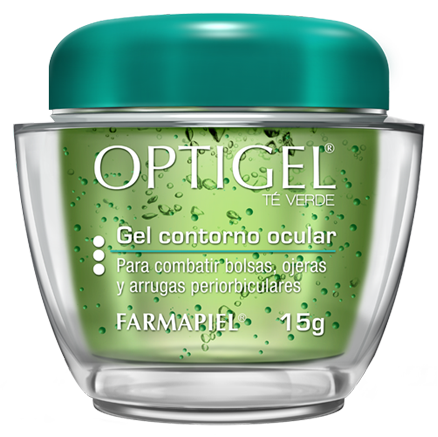 OPTIGEL®
TÉ VERDE
Gel contorno ocular
Para combatir bolsas, ojeras
y arrugas periorbiculares
FARMAPIEL® 15g